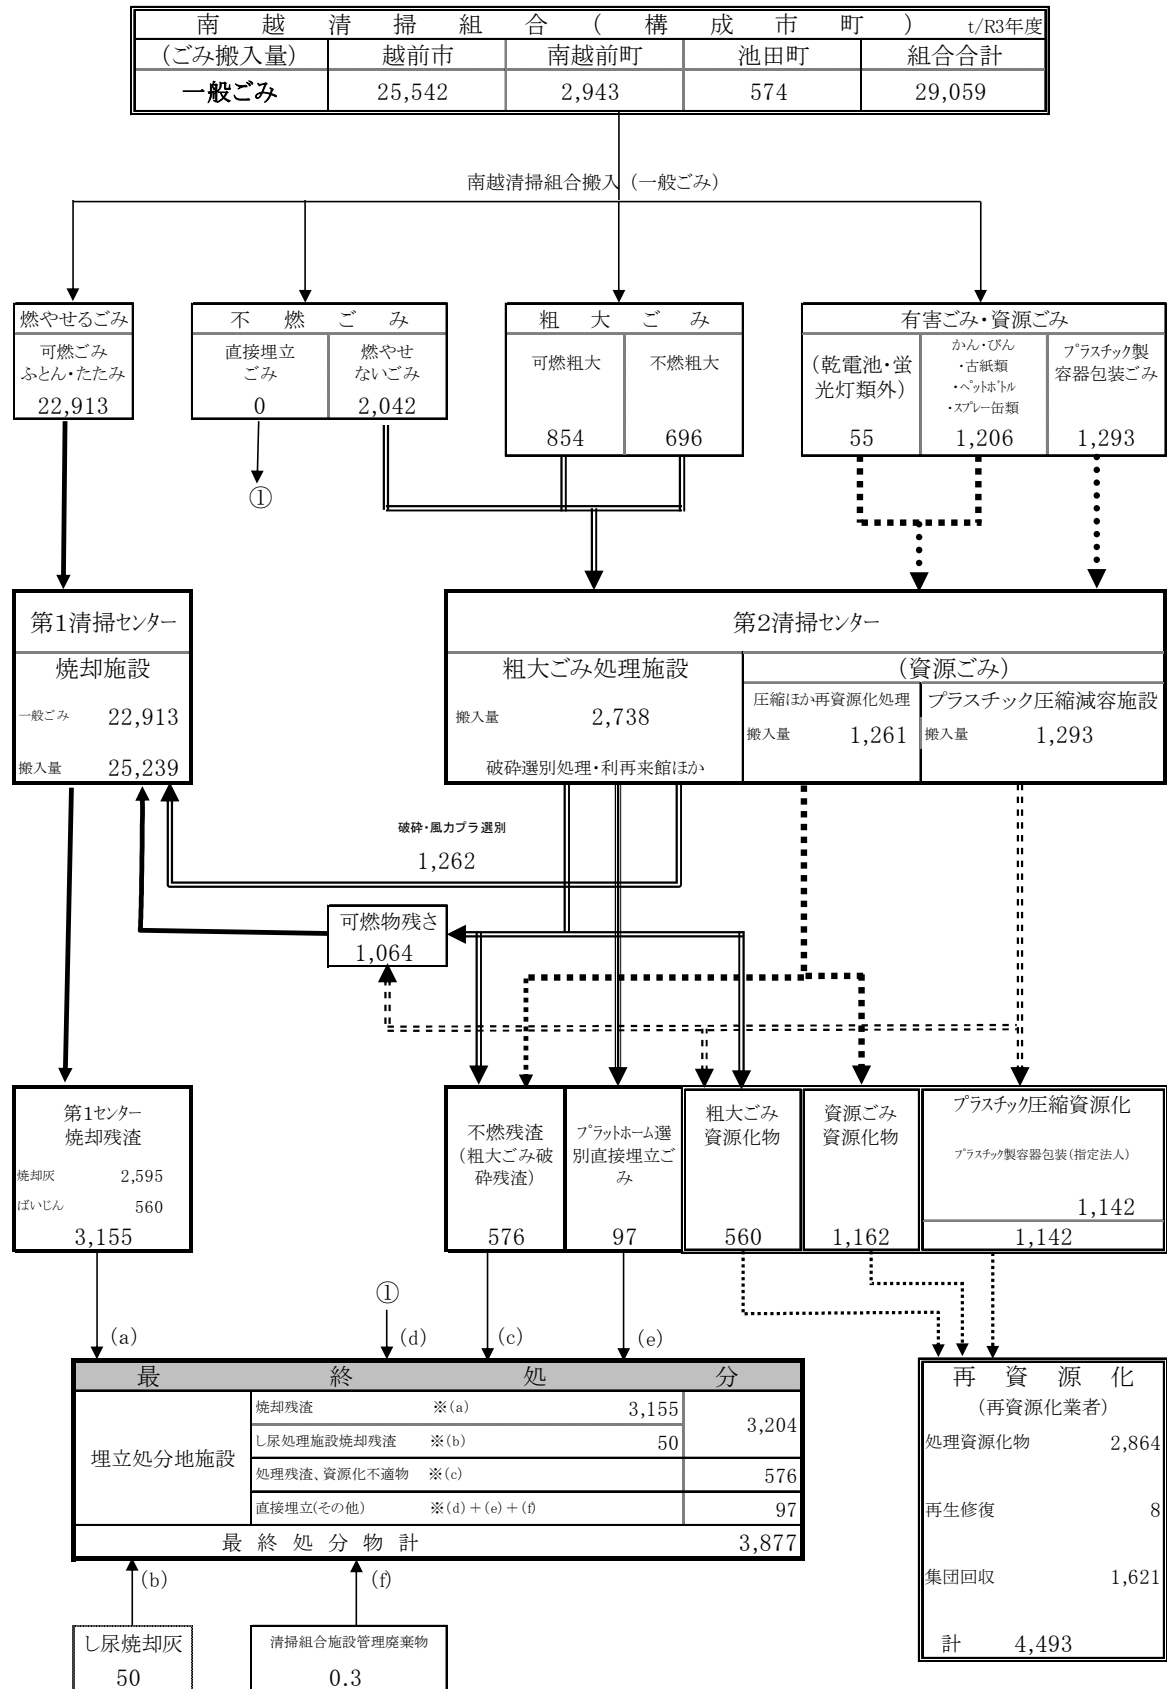 南越清掃組合(構成市町) t/R3年度
(ごみ搬入量) 越前市 南越前町 池田町 組合合計
一般ごみ 25,542 2,943 574 29,059
南越清掃組合搬入(一般ごみ)
燃やせるごみ
可燃ごみ
ふとん・たたみ
22,913
不燃ごみ
直接埋立
ごみ
0
燃やせ
ないごみ
2,042
①
粗大ごみ
可燃粗大 不燃粗大
854 696
有害ごみ・資源ごみ
(乾電池・蛍
光灯類外)
55
かん・びん
・古紙類
・ペットボトル
・スプレー缶類
1,206
プラスチック製
容器包装ごみ
1,293
第1清掃センター
焼却施設
一般ごみ 22,913
搬入量 25,239
第2清掃センター
粗大ごみ処理施設
搬入量 2,738
破砕選別処理・利再来館ほか
(資源ごみ)
圧縮ほか再資源化処理
搬入量 1,261
プラスチック圧縮減容施設
搬入量 1,293
破砕・風力プラ選別
1,262
可燃物残さ
1,064
第1センター
焼却残渣
焼却灰 2,595
ばいじん 560
3,155
不燃残渣
(粗大ごみ破
砕残渣)
576
プラットホーム選
別直接埋立ご
み
97
粗大ごみ
資源化物
560
資源ごみ
資源化物
1,162
プラスチック圧縮資源化
プラスチック製容器包装(指定法人)
1,142
1,142
(a)
①
(d)
(c)
(e)
最終処分
埋立処分地施設
焼却残渣 ※(a) 3,155
し尿処理施設焼却残渣 ※(b) 50
3,204
処理残渣、資源化不適物 ※(c) 576
直接埋立(その他) ※(d)+(e)+(f) 97
最終処分物計 3,877
再資源化
(再資源化業者)
処理資源化物 2,864
再生修復 8
集団回収 1,621
計 4,493
(b)
(f)
し尿焼却灰
50
清掃組合施設管理廃棄物
0.3